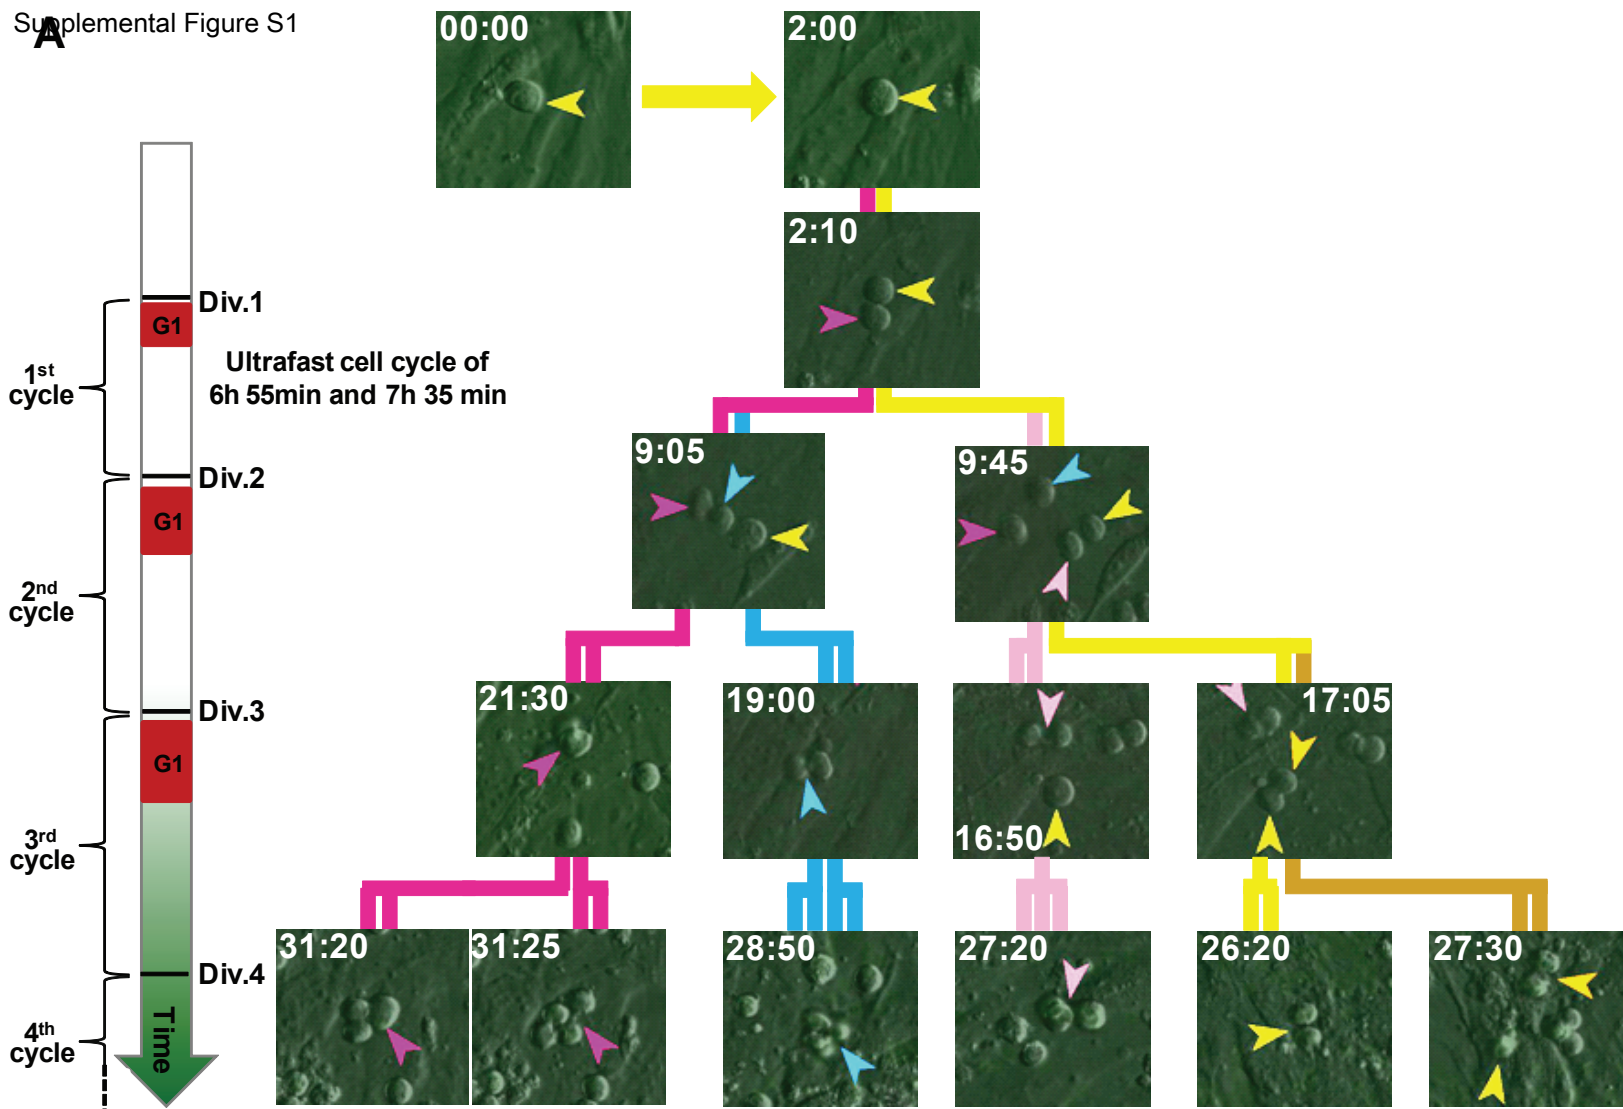 Supplemental Figure S1
A
00:00
2:00
2:10
Div.1
G1
1st
cycle
Ultrafast cell cycle of
6h 55min and 7h 35 min
9:05
9:45
Div.2
G1
2nd
cycle
21:30
19:00
16:50
17:05
Div.3
G1
3rd
cycle
31:20
31:25
28:50
27:20
26:20
27:30
Div.4
4th
cycle
Time